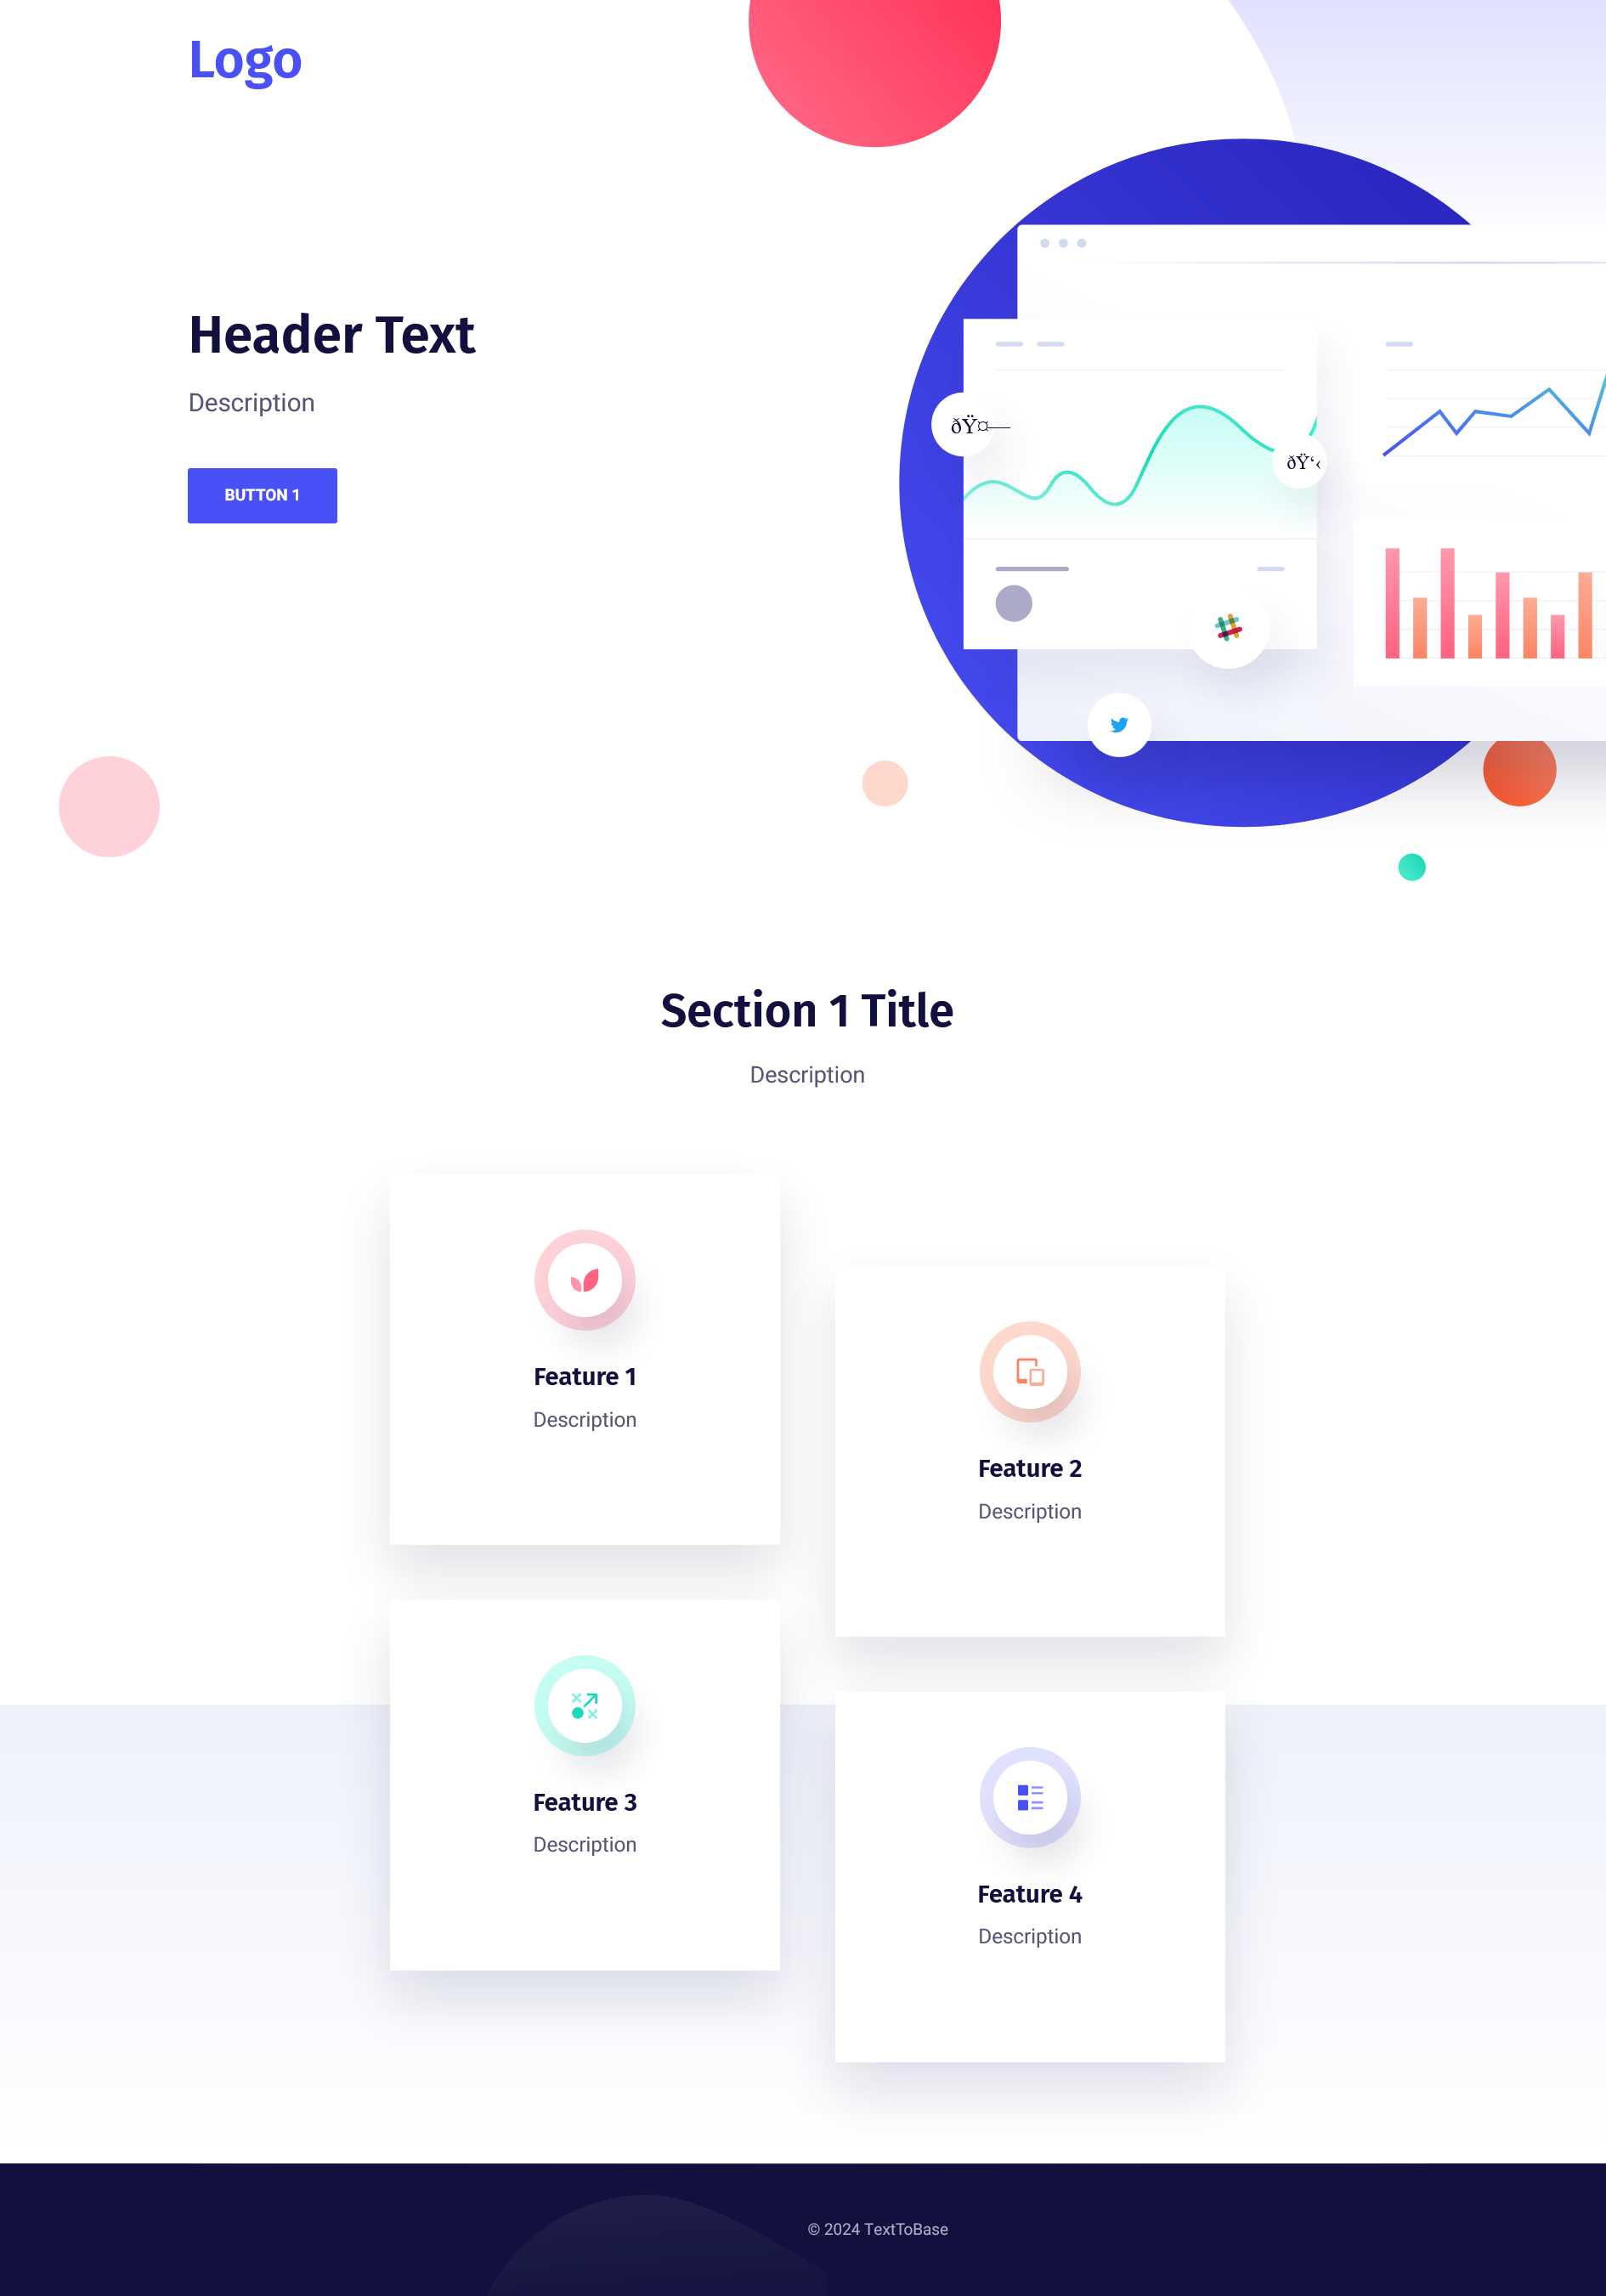 Logo
Header Text
Description
BUTTON 1
ðŸ¤—
ðŸ‘‹
Section 1 Title
Description
Feature 1
Description
Feature 2
Description
Feature 3
Description
Feature 4
Description
© 2024 TextToBase